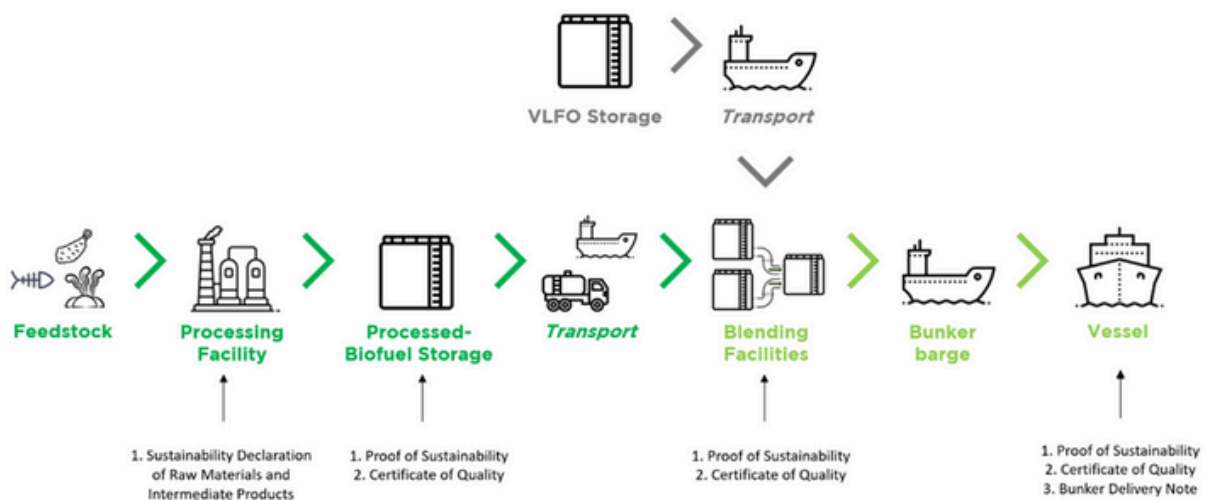 VLFO Storage
Transport
Feedstock
Processing
Facility
Processed-
Biofuel Storage
Transport
Blending
Facilities
Bunker
barge
Vessel
1. Sustainability Declaration
of Raw Materials and
Intermediate Products
1. Proof of Sustainability
2. Certificate of Quality
1. Proof of Sustainability
2. Certificate of Quality
1. Proof of Sustainability
2. Certificate of Quality
3. Bunker Delivery Note